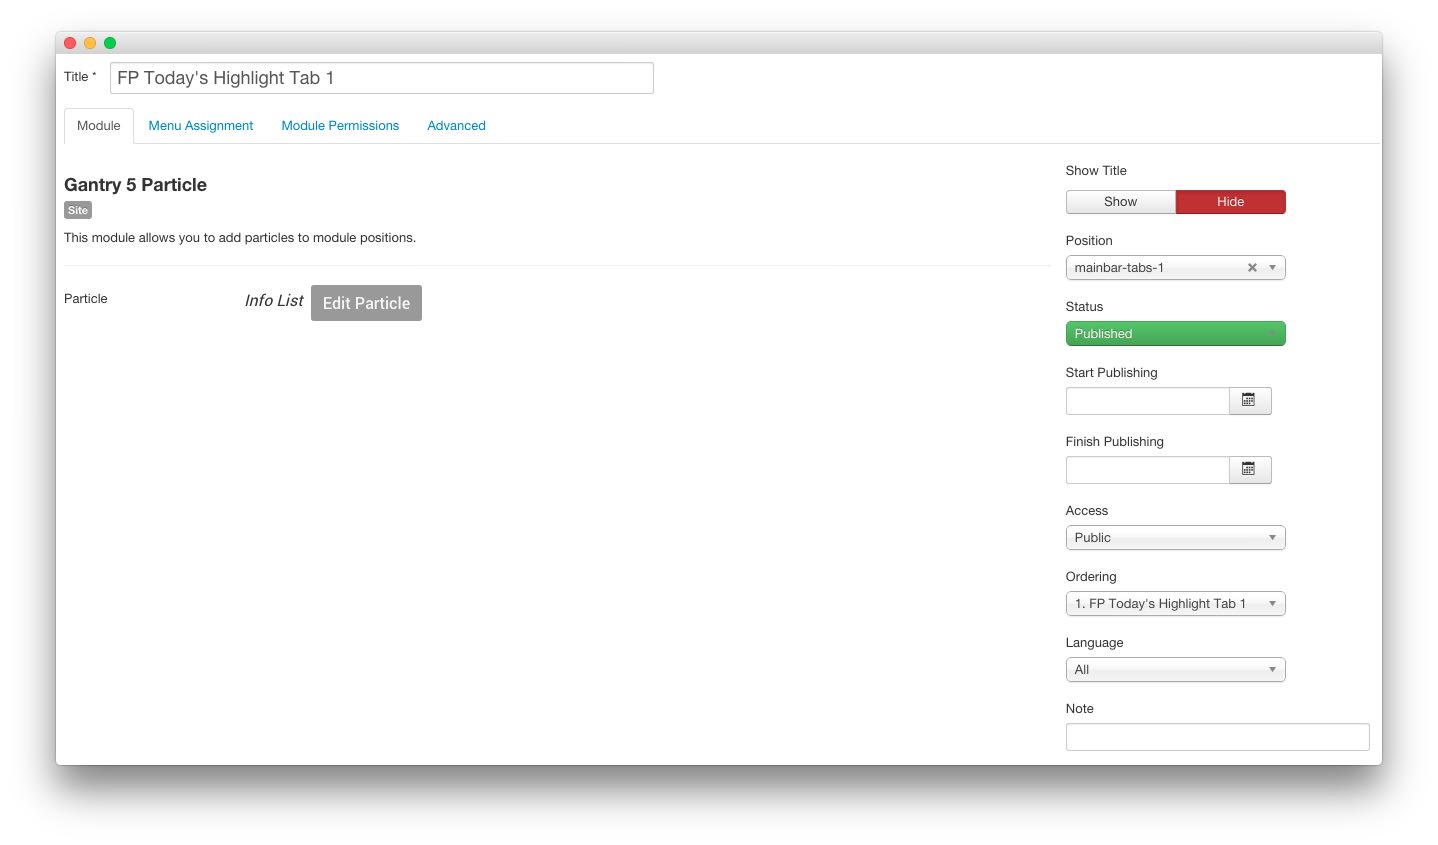 Title * FP Today's Highlight Tab 1
Module Menu Assignment Module Permissions Advanced
Gantry 5 Particle
Site
This module allows you to add particles to module positions.
Particle Info List Edit Particle
Show Title
Show Hide
Position
mainbar-tabs-1
Status
Published
Start Publishing
Finish Publishing
Access
Public
Ordering
1. FP Today's Highlight Tab 1
Language
All
Note